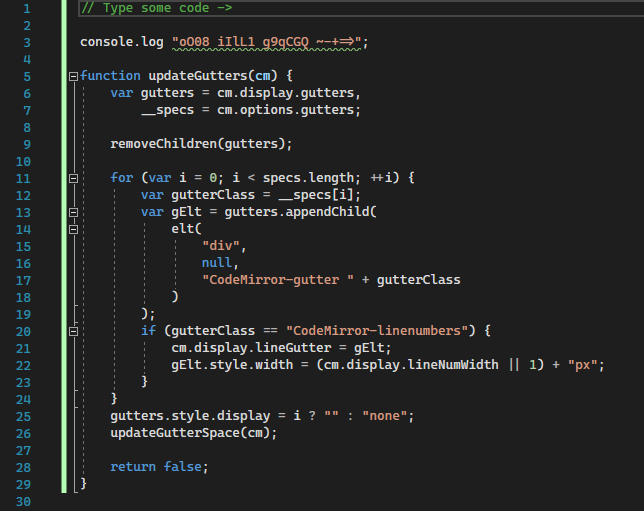 1 // Type some code ->
2
3 console.log "oO08 iIlL1 g9qCGQ ~-+=>";
4
5 function updateGutters(cm) {
6     var gutters = cm.display.gutters,
7         __specs = cm.options.gutters;
8
9     removeChildren(gutters);
10
11     for (var i = 0; i < specs.length; ++i) {
12         var gutterClass = __specs[i];
13         var gElt = gutters.appendChild(
14             elt(
15                 "div",
16                 null,
17                 "CodeMirror-gutter " + gutterClass
18             )
19         );
20         if (gutterClass == "CodeMirror-linenumbers") {
21             cm.display.lineGutter = gElt;
22             gElt.style.width = (cm.display.lineNumWidth || 1) + "px";
23         }
24     }
25     gutters.style.display = i ? "" : "none";
26     updateGutterSpace(cm);
27
28     return false;
29 }
30